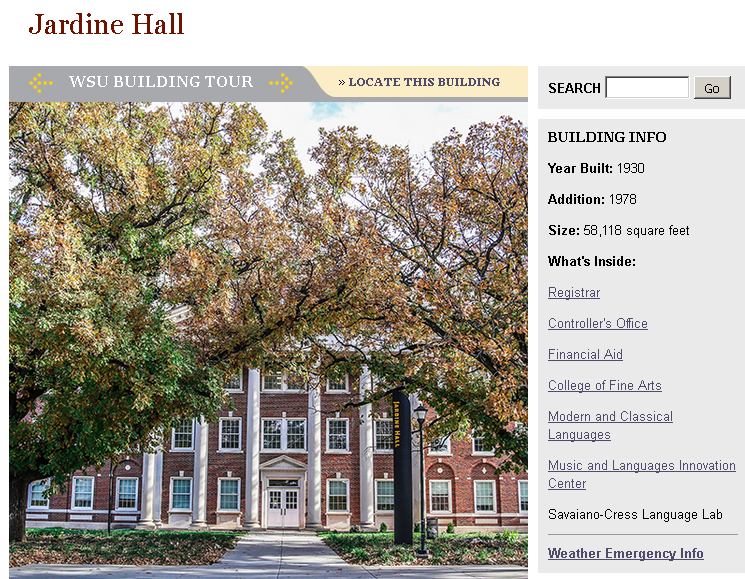 Jardine Hall
WSU BUILDING TOUR
» LOCATE THIS BUILDING
SEARCH
Go
BUILDING INFO
Year Built: 1930
Addition: 1978
Size: 58,118 square feet
What's Inside:
Registrar
Controller's Office
Financial Aid
College of Fine Arts
Modern and Classical
Languages
Music and Languages Innovation
Center
Savaiano-Cress Language Lab
Weather Emergency Info
JARDINE HALL